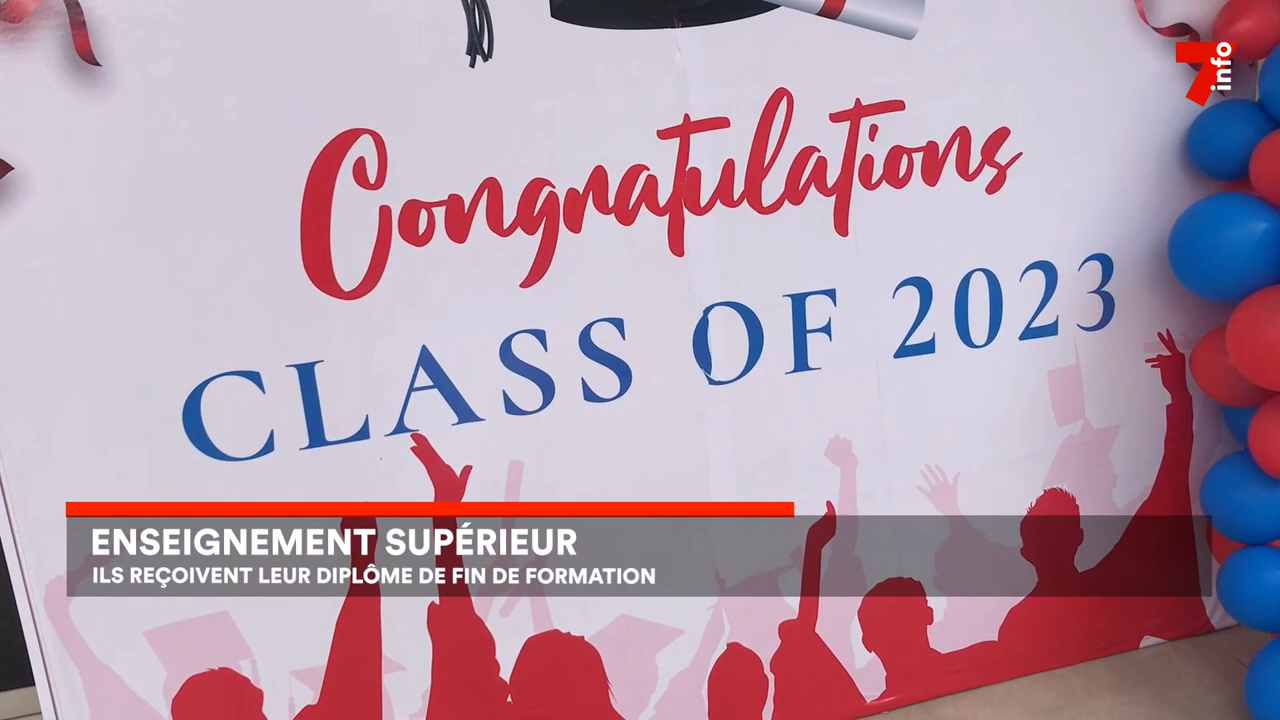 7info
Congratulations
CLASS OF 2023
ENSEIGNEMENT SUPÉRIEUR
ILS REÇOIVENT LEUR DIPLÔME DE FIN DE FORMATION